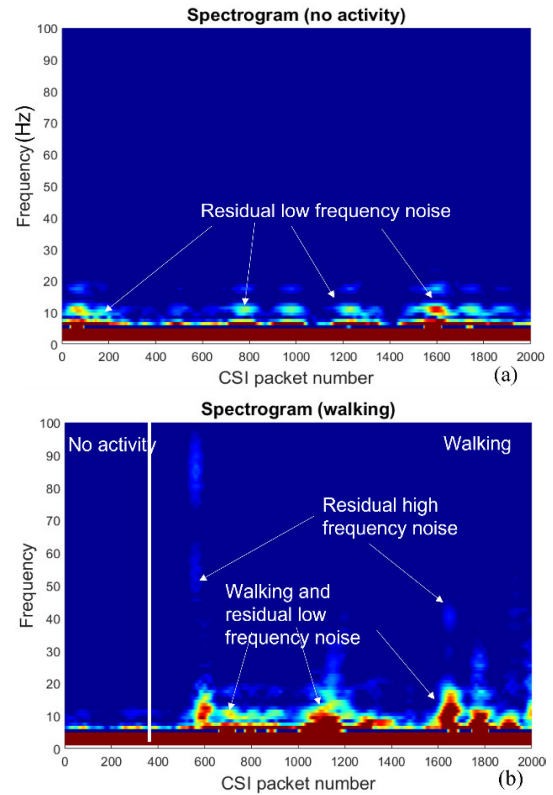 Spectrogram (no activity)
Frequency (Hz)
100
90
80
70
60
50
40
30
20
10
0
Residual low frequency noise
0 200 400 600 800 1000 1200 1400 1600 1800 2000
CSI packet number
(a)
Spectrogram (walking)
Frequency
100
90
80
70
60
50
40
30
20
10
0
No activity
Walking
Residual high
frequency noise
Walking and
residual low
frequency noise
0 200 400 600 800 1000 1200 1400 1600 1800 2000
CSI packet number
(b)